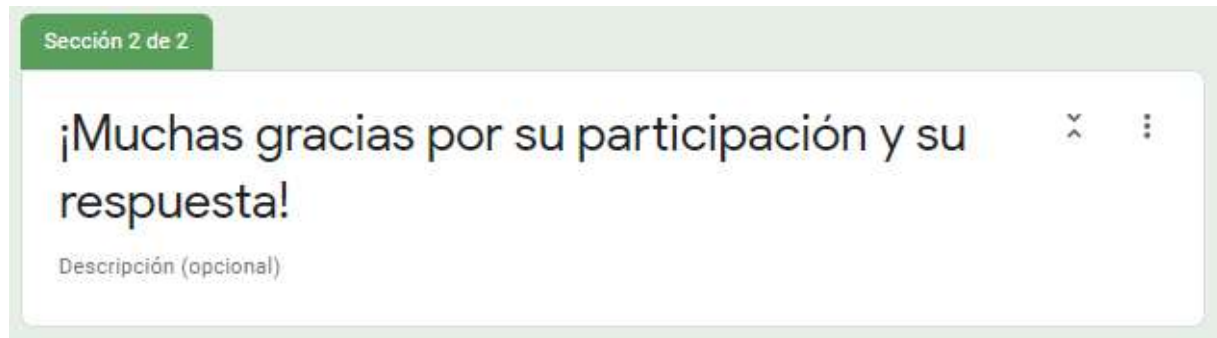 Sección 2 de 2
¡Muchas gracias por su participación y su
respuesta!
Descripción (opcional)